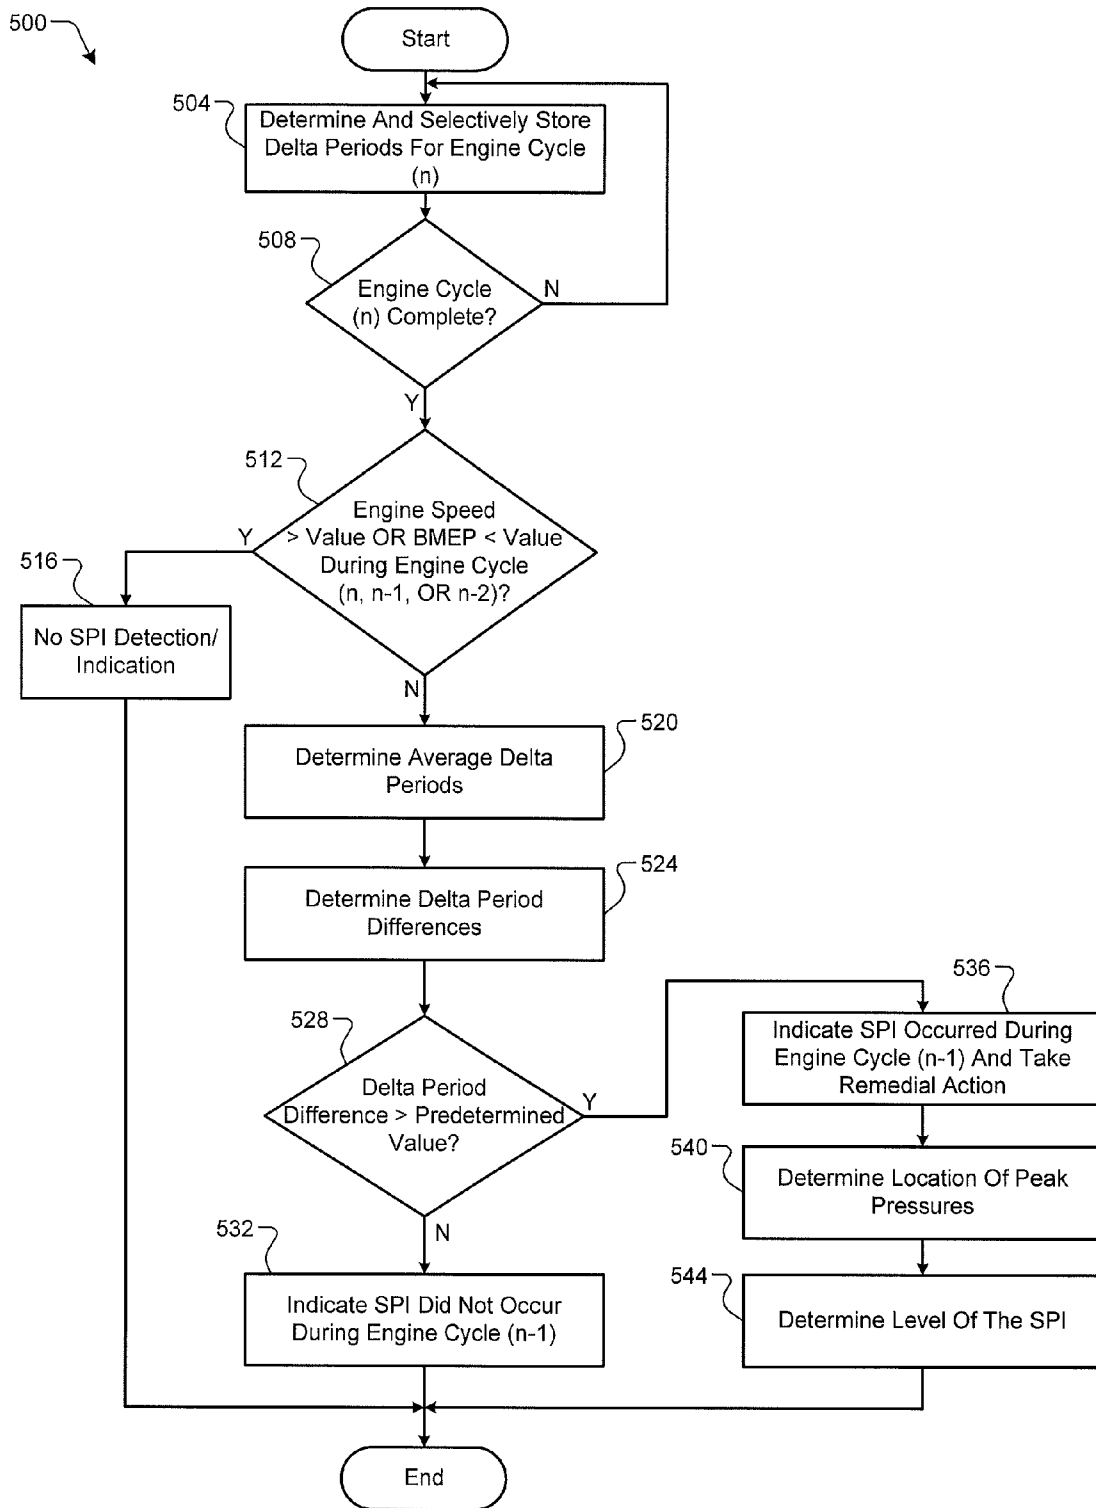 500
Start
504
Determine And Selectively Store
Delta Periods For Engine Cycle
(n)
508
Engine Cycle
(n) Complete?
N
Y
512
Engine Speed
> Value OR BMEP < Value
During Engine Cycle
(n, n-1, OR n-2)?
Y
516
No SPI Detection/
Indication
N
520
Determine Average Delta
Periods
524
Determine Delta Period
Differences
528
Delta Period
Difference > Predetermined
Value?
Y
536
Indicate SPI Occurred During
Engine Cycle (n-1) And Take
Remedial Action
540
Determine Location Of Peak
Pressures
N
532
Indicate SPI Did Not Occur
During Engine Cycle (n-1)
544
Determine Level Of The SPI
End